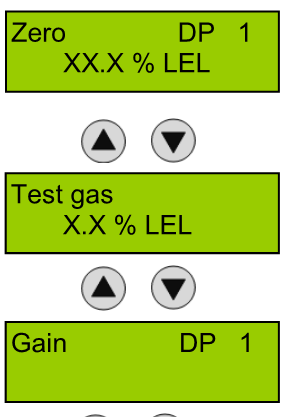 Zero DP 1
XX.X % LEL
Test gas
X.X % LEL
Gain DP 1